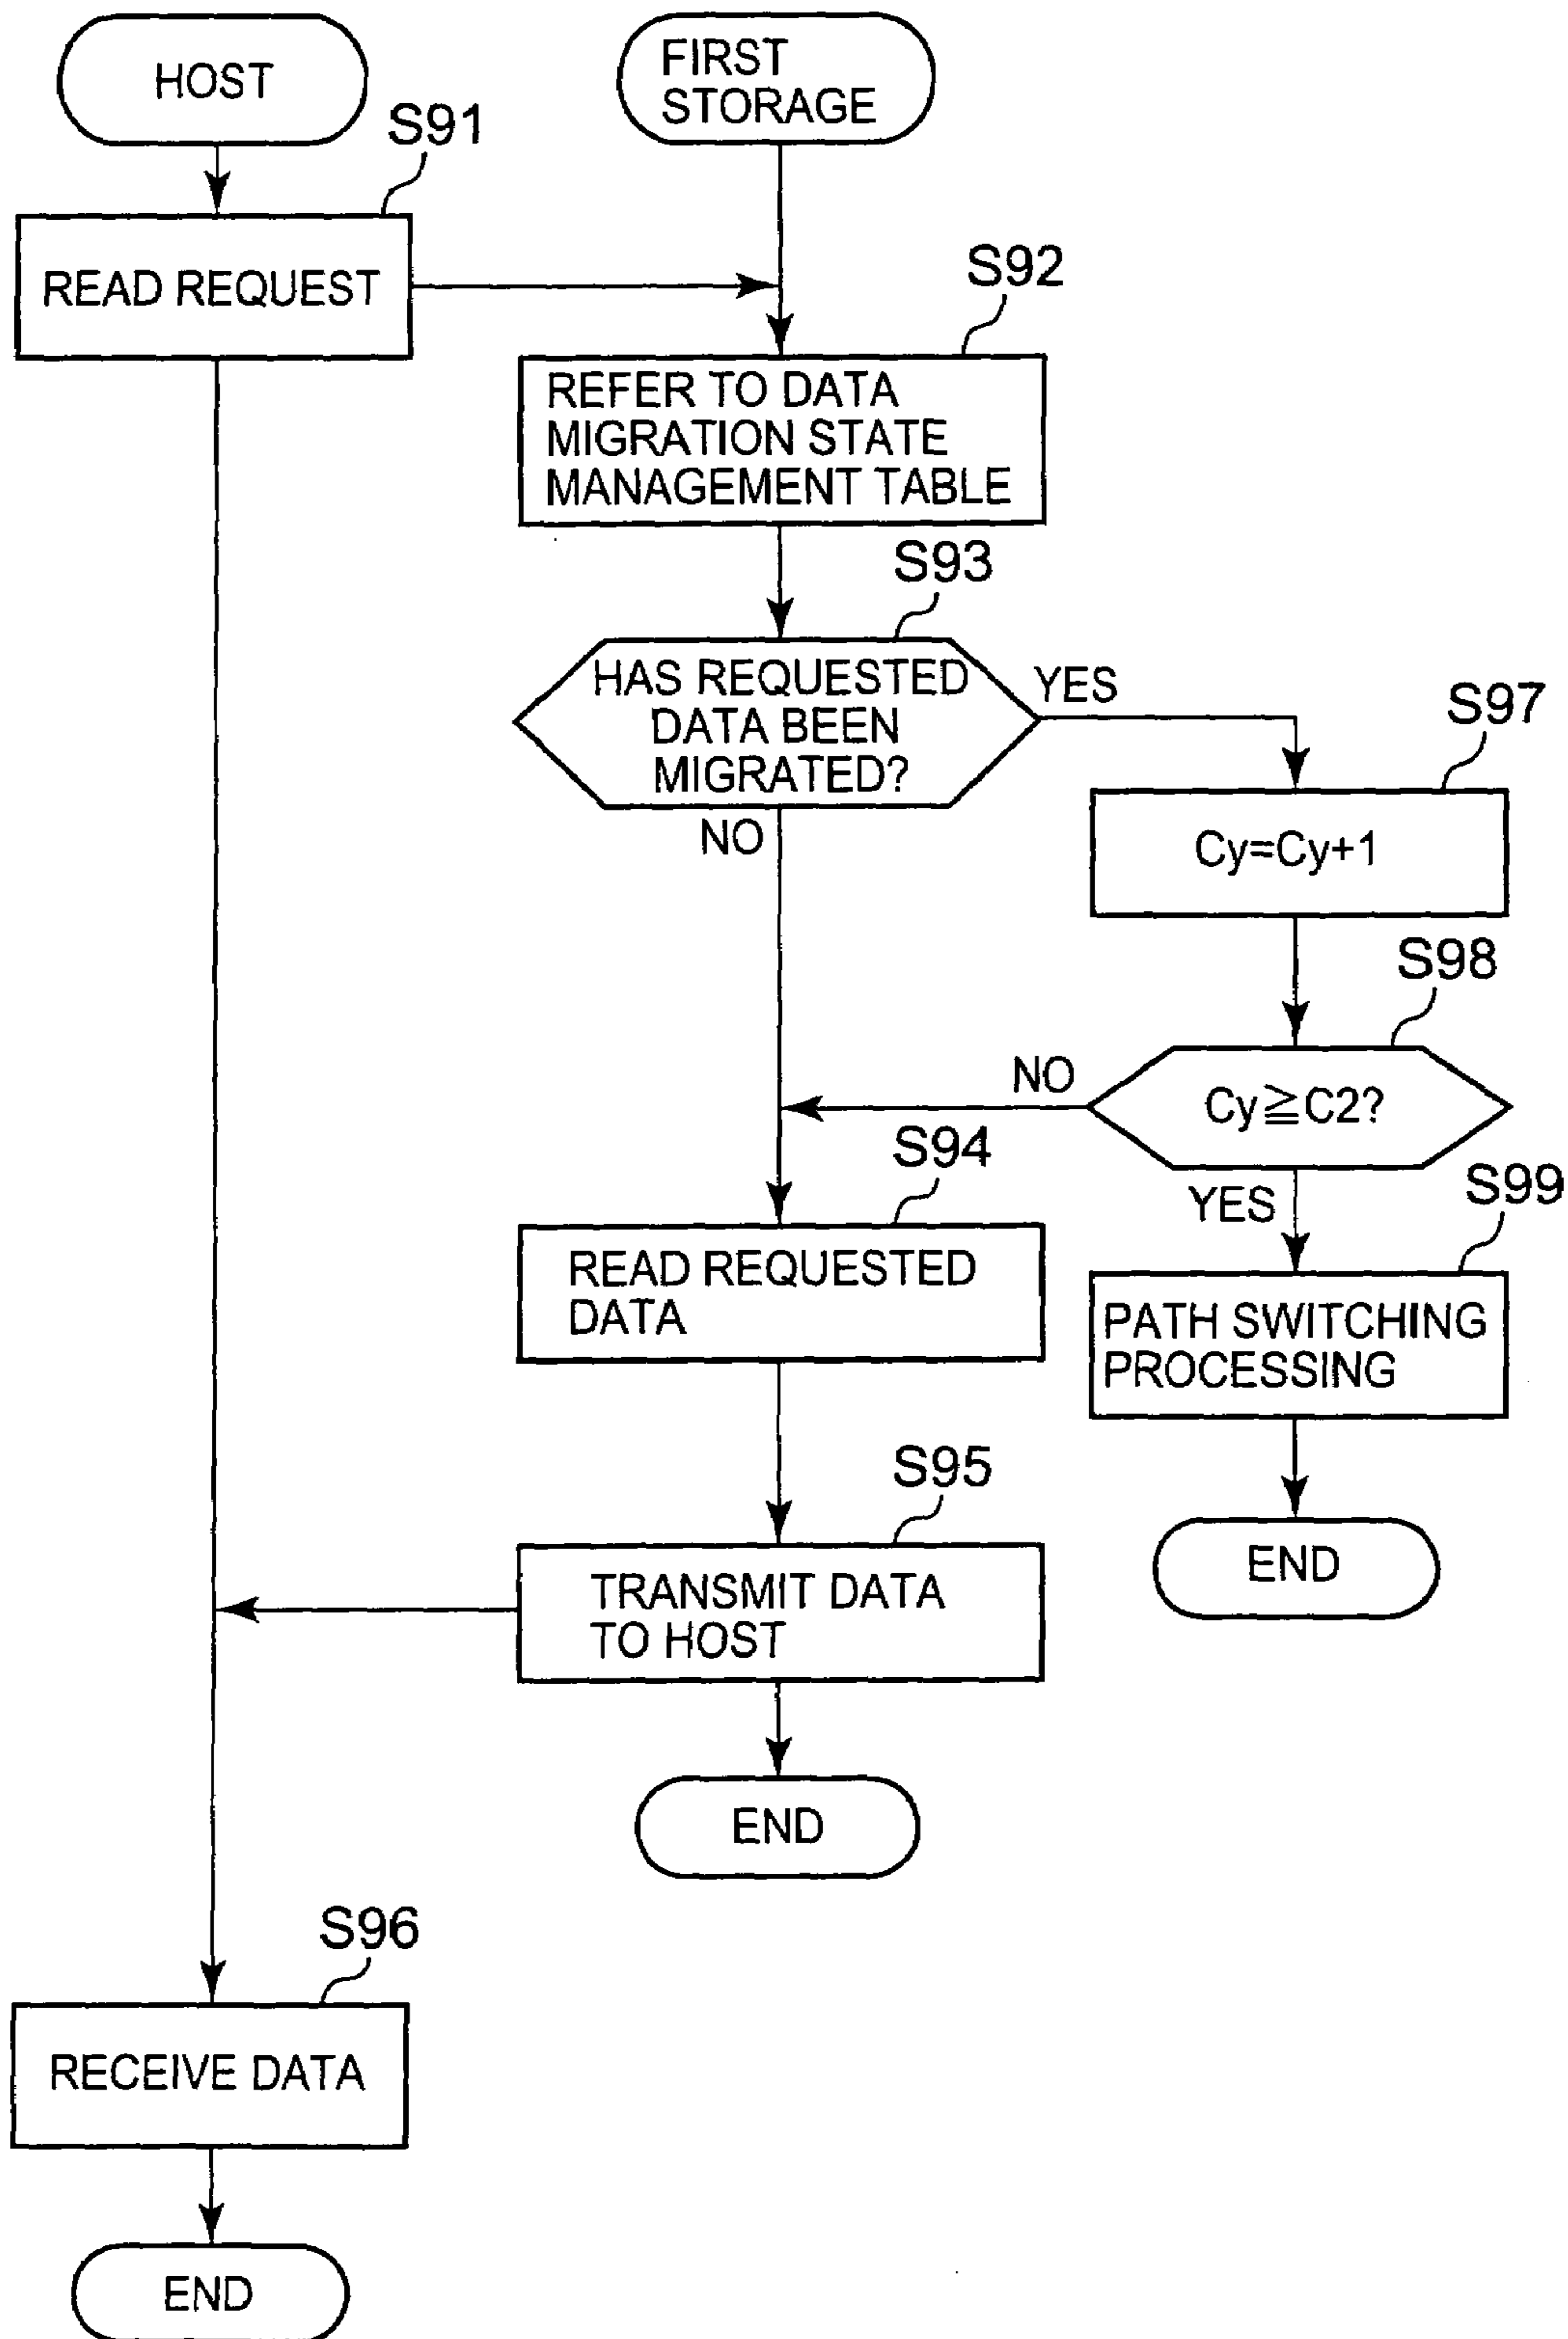 HOST
FIRST
STORAGE
S91
READ REQUEST
S92
REFER TO DATA
MIGRATION STATE
MANAGEMENT TABLE
S93
HAS REQUESTED
DATA BEEN
MIGRATED?
YES
NO
S97
Cy=Cy+1
S98
Cy≧C2?
NO
YES
S94
READ REQUESTED
DATA
S99
PATH SWITCHING
PROCESSING
END
S95
TRANSMIT DATA
TO HOST
END
S96
RECEIVE DATA
END